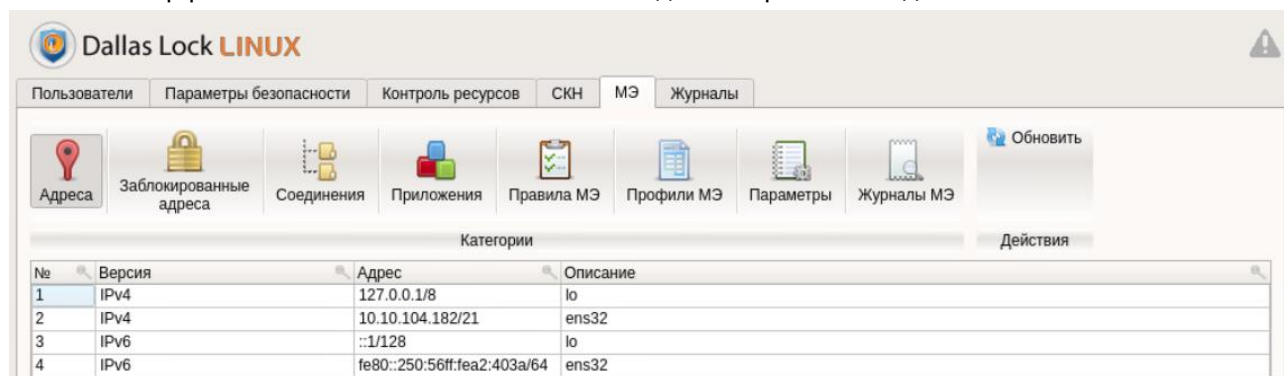 Dallas Lock LINUX
Пользователи Параметры безопасности Контроль ресурсов СКН МЭ Журналы
Обновить
Адреса Заблокированные адреса Соединения Приложения Правила МЭ Профили МЭ Параметры Журналы МЭ
Категории Действия
№ Версия Адрес Описание
1 IPv4 127.0.0.1/8 lo
2 IPv4 10.10.104.182/21 ens32
3 IPv6 ::1/128 lo
4 IPv6 fe80::250:56ff:fea2:403a/64 ens32